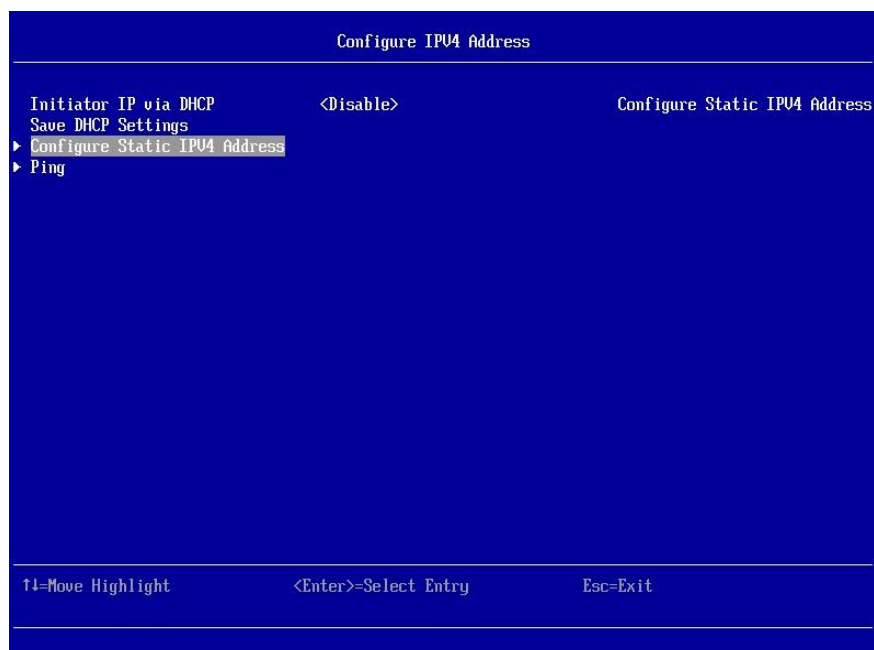 Configure IPV4 Address
Initiator IP via DHCP <Disable> Configure Static IPV4 Address
Save DHCP Settings
Configure Static IPV4 Address
Ping
↑↓=Move Highlight <Enter>=Select Entry Esc=Exit